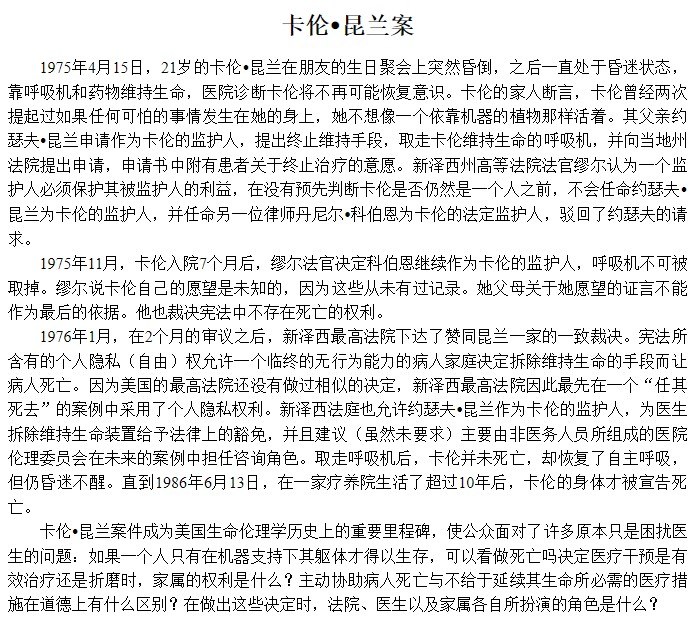 卡伦•昆兰案
1975年4月15日，21岁的卡伦•昆兰在朋友的生日聚会上突然昏倒，之后一直处于昏迷状态，
靠呼吸机和药物维持生命，医院诊断卡伦将不再可能恢复意识。卡伦的家人断言，卡伦曾经两次
提起过如果任何可怕的事情发生在她的身上，她不想像一个依靠机器的植物那样活着。其父亲约
瑟夫•昆兰申请作为卡伦的监护人，提出终止维持手段，取走卡伦维持生命的呼吸机，并向当地州
法院提出申请，申请书中附有患者关于终止治疗的意愿。新泽西州高等法院法官缪尔认为一个监
护人必须保护其被监护人的利益，在没有预先判断卡伦是否仍然是一个人之前，不会任命约瑟夫•
昆兰为卡伦的监护人，并任命另一位律师丹尼尔•科伯恩为卡伦的法定监护人，驳回了约瑟夫的请
求。
1975年11月，卡伦入院7个月后，缪尔法官决定科伯恩继续作为卡伦的监护人，呼吸机不可被
取掉。缪尔说卡伦自己的愿望是未知的，因为这些从未有过记录。她父母关于她愿望的证言不能
作为最后的依据。他也裁决宪法中不存在死亡的权利。
1976年1月，在2个月的审议之后，新泽西最高法院下达了赞同昆兰一家的一致裁决。宪法所
含有的个人隐私（自由）权允许一个临终的无行为能力的病人家庭决定拆除维持生命的手段而让
病人死亡。因为美国的最高法院还没有做过相似的决定，新泽西最高法院因此最先在一个“任其
死去”的案例中采用了个人隐私权利。新泽西法庭也允许约瑟夫•昆兰作为卡伦的监护人，为医生
拆除维持生命装置给予法律上的豁免，并且建议（虽然未要求）主要由非医务人员所组成的医院
伦理委员会在未来的案例中担任咨询角色。取走呼吸机后，卡伦并未死亡，却恢复了自主呼吸，
但仍昏迷不醒。直到1986年6月13日，在一家疗养院生活了超过10年后，卡伦的身体才被宣告死
亡。
卡伦•昆兰案件成为美国生命伦理学历史上的重要里程碑，使公众面对了许多原本只是困扰医
生的问题：如果一个人只有在机器支持下其躯体才得以生存，可以看做死亡吗决定医疗干预是有
效治疗还是折磨时，家属的权利是什么？主动协助病人死亡与不给于延续其生命所必需的医疗措
施在道德上有什么区别？在做出这些决定时，法院、医生以及家属各自所扮演的角色是什么？